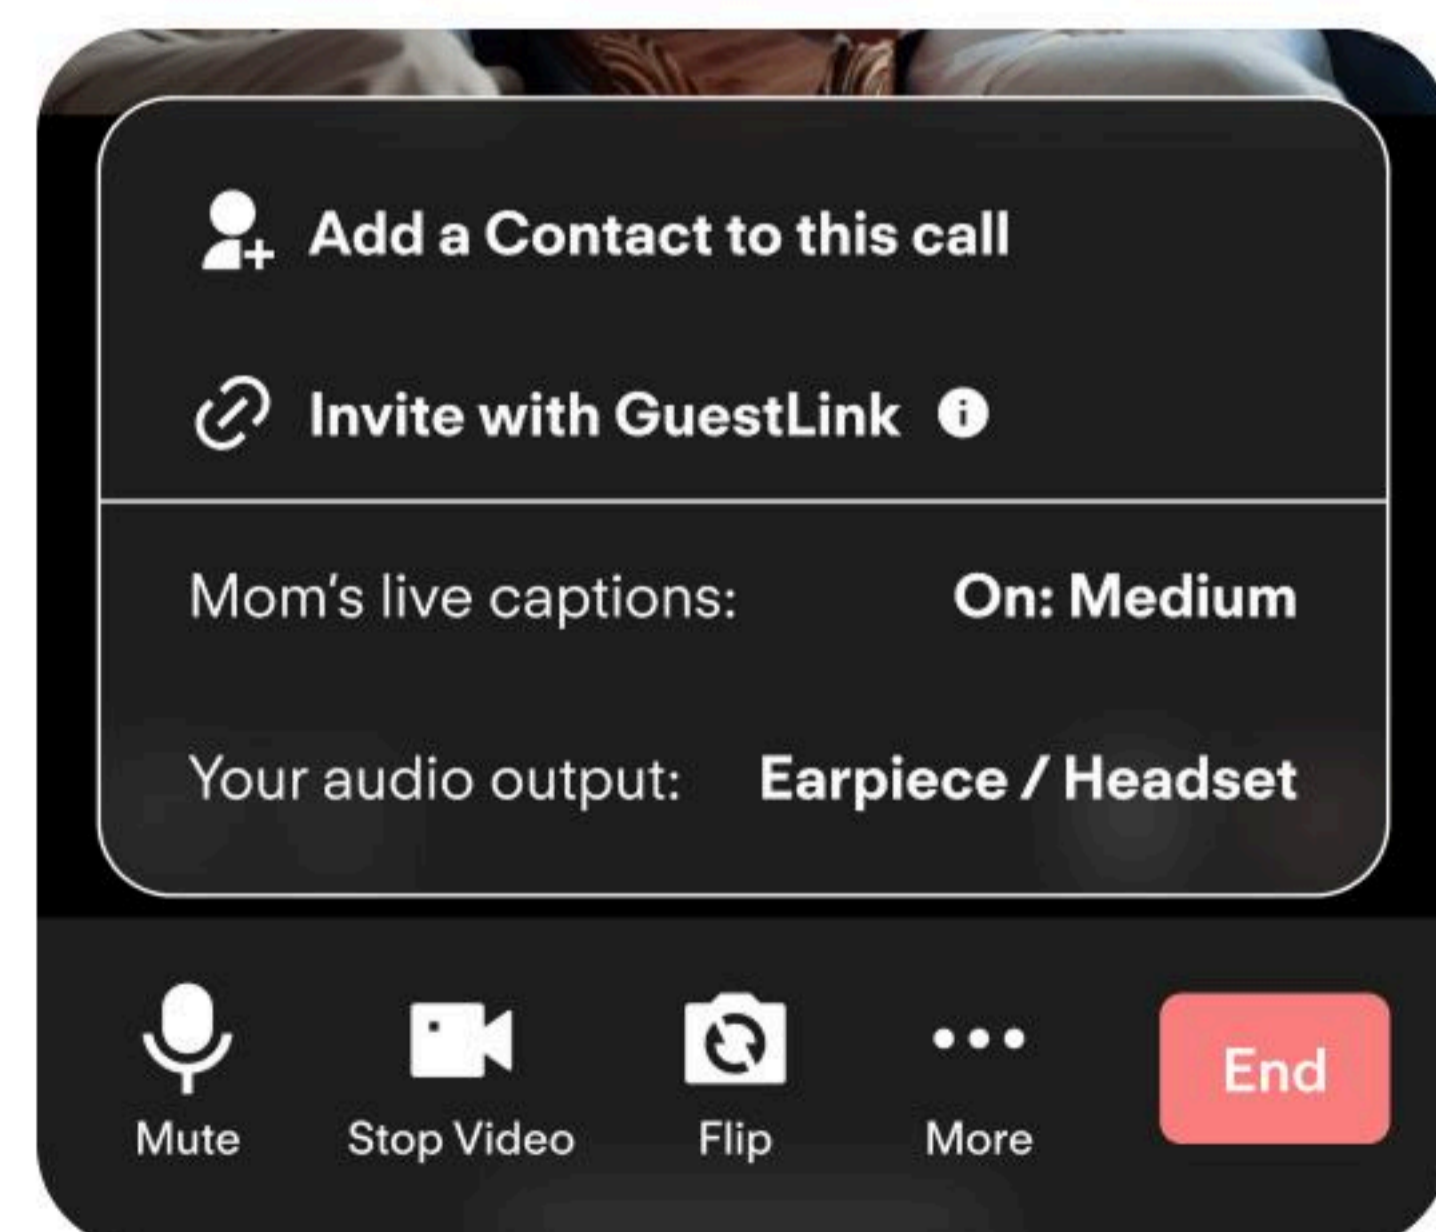 Add a Contact to this call
Invite with GuestLink
Mom's live captions: On: Medium
Your audio output: Earpiece / Headset
Mute Stop Video Flip More End